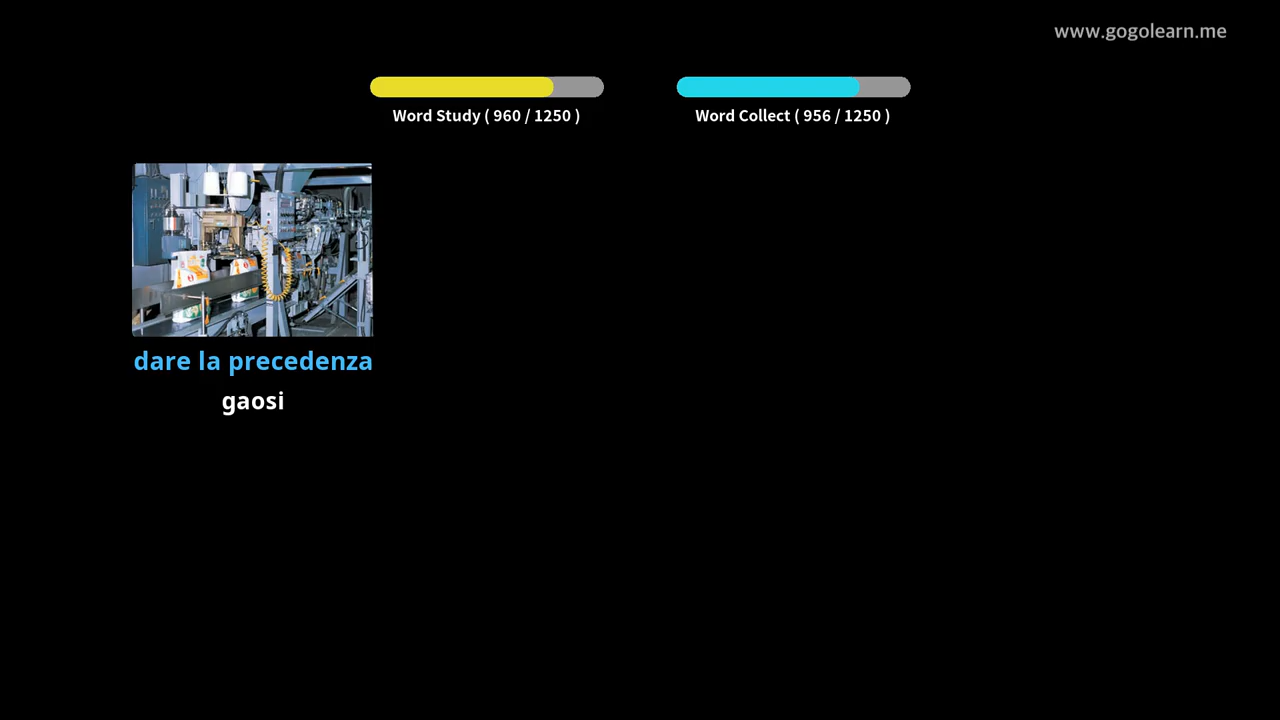 www.gogolearn.me
Word Study ( 960 / 1250 )
Word Collect ( 956 / 1250 )
dare la precedenza
gaosi